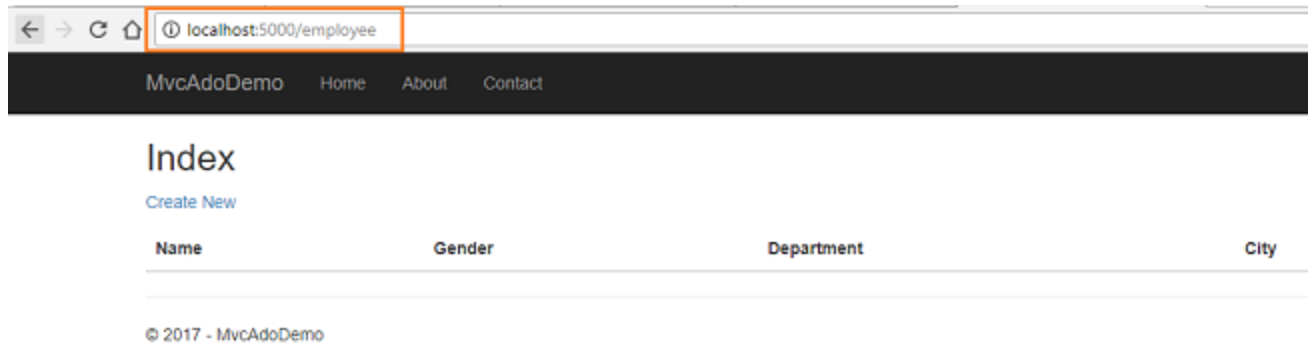 localhost:5000/employee
MvcAdoDemo Home About Contact
Index
Create New
Name Gender Department City
© 2017 - MvcAdoDemo